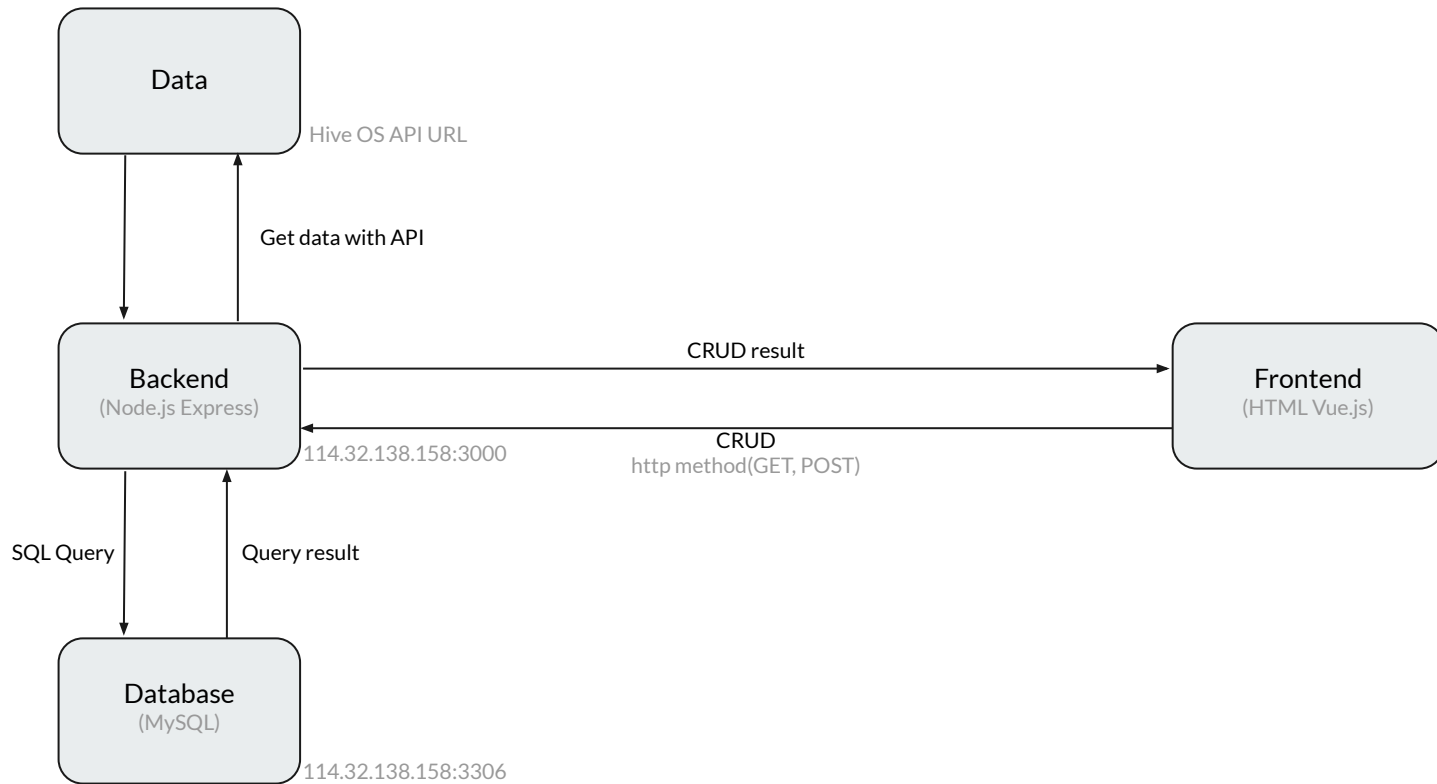 Data
Hive OS API URL
Get data with API
Backend
(Node.js Express)
114.32.138.158:3000
CRUD result
CRUD
http method(GET, POST)
Frontend
(HTML Vue.js)
SQL Query
Query result
Database
(MySQL)
114.32.138.158:3306